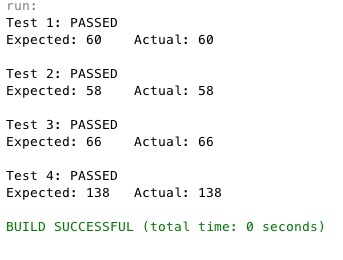 run:
Test 1: PASSED
Expected: 60   Actual: 60
Test 2: PASSED
Expected: 58   Actual: 58
Test 3: PASSED
Expected: 66   Actual: 66
Test 4: PASSED
Expected: 138   Actual: 138
BUILD SUCCESSFUL (total time: 0 seconds)